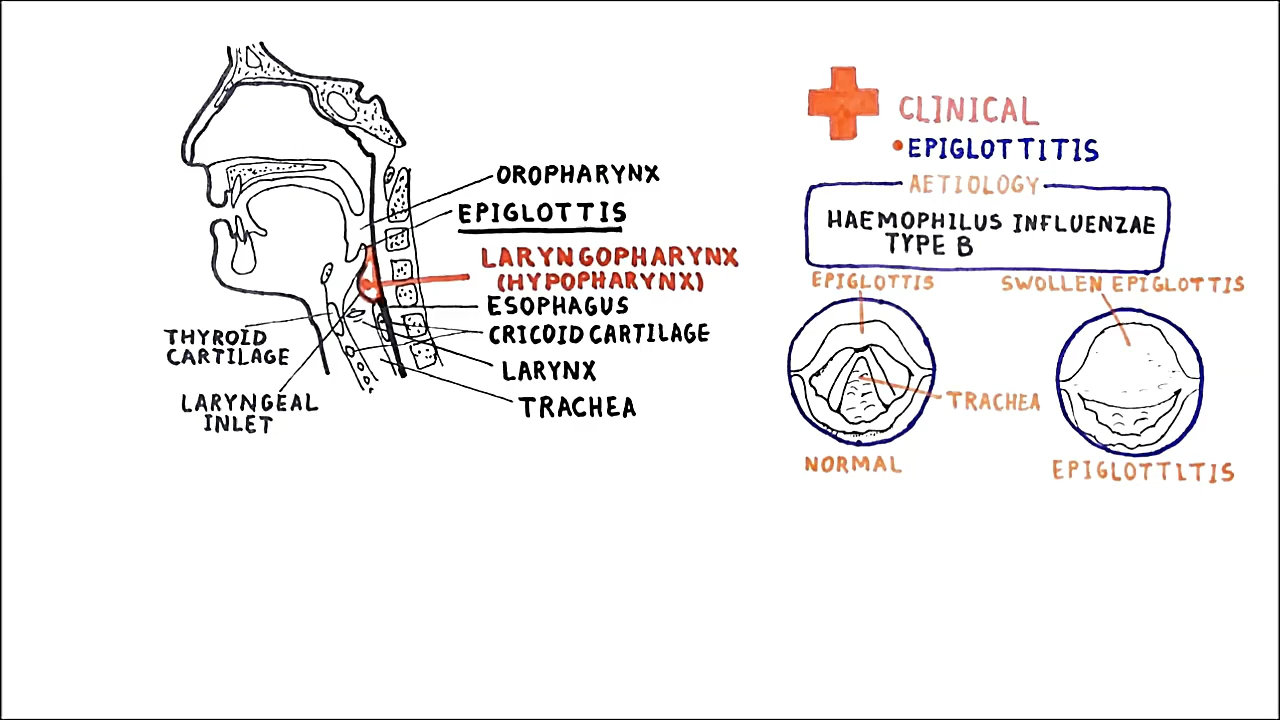 OROPHARYNX
EPIGLOTTIS
LARYNGOPHARYNX
(HYPOPHARYNX)
ESOPHAGUS
CRICOID CARTILAGE
LARYNX
TRACHEA
THYROID
CARTILAGE
LARYNGEAL
INLET
CLINICAL
•EPIGLOTTITIS
AETIOLOGY
HAEMOPHILUS INFLUENZAE
TYPE B
EPIGLOTTIS
SWOLLEN EPIGLOTTIS
TRACHEA
NORMAL
EPIGLOTTITIS